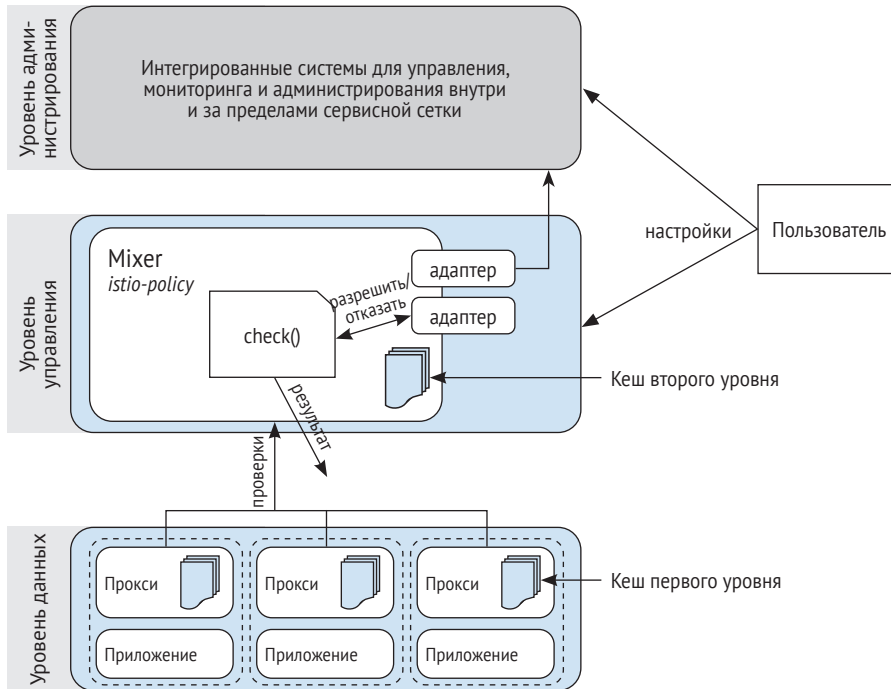 Уровень адми-
нистрирования
Интегрированные системы для управления,
мониторинга и администрирования внутри
и за пределами сервисной сетки
Пользователь
настройки
Уровень
управления
Mixer
istio-policy
адаптер
разрешить/
отказать
адаптер
check()
Кеш второго уровня
результат
проверки
Уровень данных
Прокси
Прокси
Прокси
Кеш первого уровня
Приложение
Приложение
Приложение